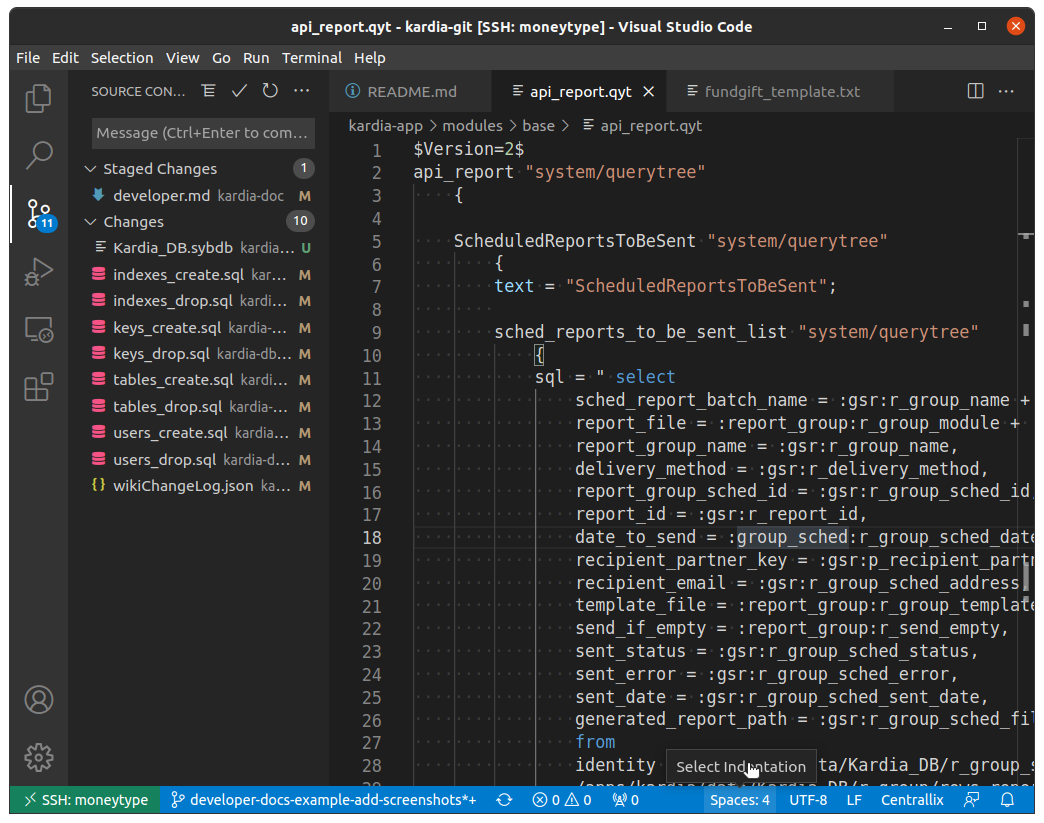 api_report.qyt - kardia-git [SSH: moneytype] - Visual Studio Code
File Edit Selection View Go Run Terminal Help
SOURCE CON...
README.md
api_report.qyt
fundgift_template.txt
Message (Ctrl+Enter to com...
Staged Changes 1
developer.md kardia-doc M
Changes 10
Kardia_DB.sybdb kardia... U
indexes_create.sql kar... M
indexes_drop.sql kardi... M
keys_create.sql kardia-... M
keys_drop.sql kardia-db... M
tables_create.sql kardi... M
tables_drop.sql kardia-... M
users_create.sql kardia... M
users_drop.sql kardia-d... M
wikiChangeLog.json ka... M
11
kardia-app > modules > base > api_report.qyt
1 $Version=2$
2 api_report "system/querytree"
3 {
4
5 ScheduledReportsToBeSent "system/querytree"
6 {
7 text = "ScheduledReportsToBeSent";
8
9 sched_reports_to_be_sent_list "system/querytree"
10 {
11 sql = " select
12 sched_report_batch_name = :gsr:r_group_name +
13 report_file = :report_group:r_group_module +
14 report_group_name = :gsr:r_group_name,
15 delivery_method = :gsr:r_delivery_method,
16 report_group_sched_id = :gsr:r_group_sched_id,
17 report_id = :gsr:r_report_id,
18 date_to_send = :group_sched:r_group_sched_date
19 recipient_partner_key = :gsr:p_recipient_partn
20 recipient_email = :gsr:r_group_sched_address,
21 template_file = :report_group:r_group_template
22 send_if_empty = :report_group:r_send_empty,
23 sent_status = :gsr:r_group_sched_status,
24 sent_error = :gsr:r_group_sched_error,
25 sent_date = :gsr:r_group_sched_sent_date,
26 generated_report_path = :gsr:r_group_sched_fil
27 from
28 identity ta/Kardia_DB/r_group_s
Select Indentation
SSH: moneytype developer-docs-example-add-screenshots*+ 0 0 0 Spaces: 4 UTF-8 LF Centrallix